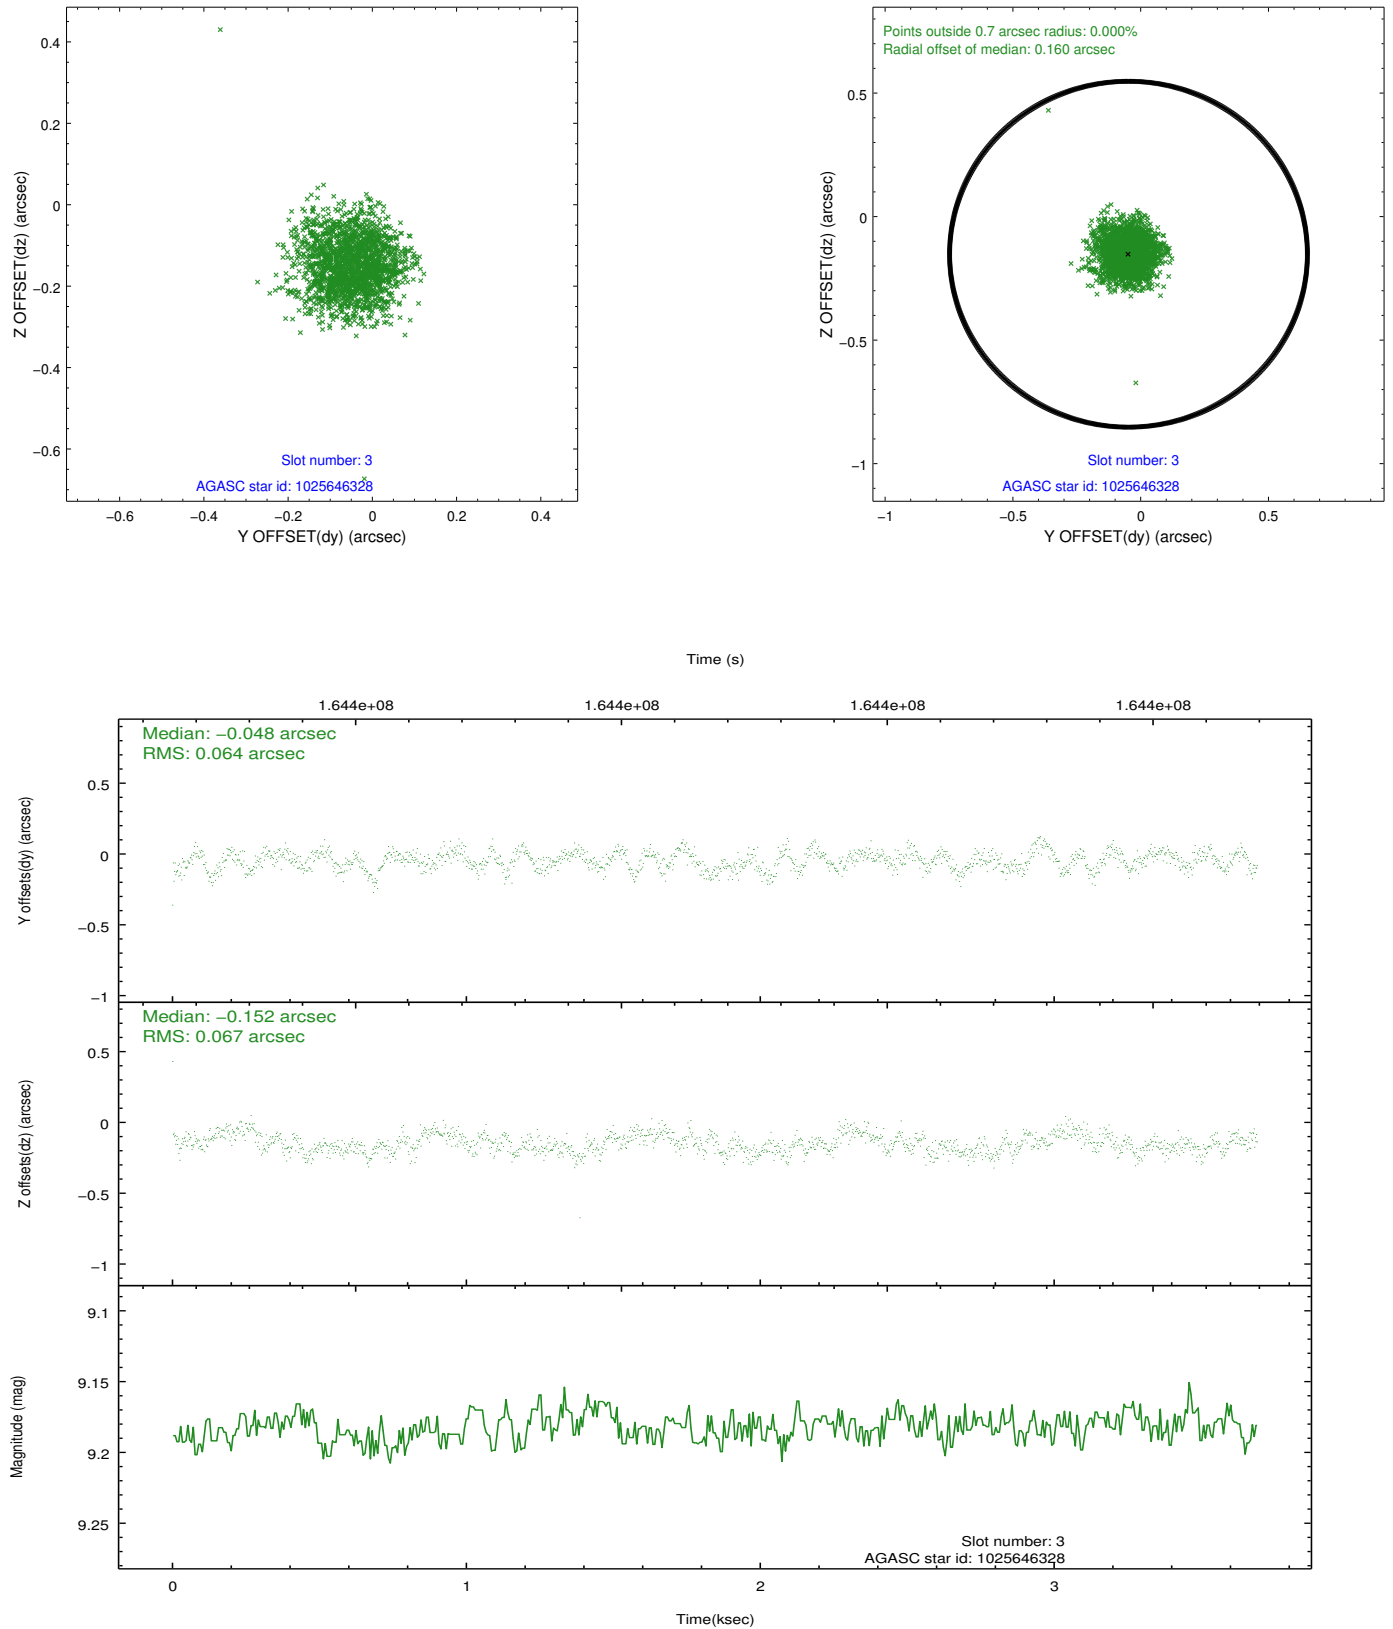 0.4
0.2
0
−0.2
−0.4
−0.6
Z OFFSET(dz) (arcsec)
Slot number: 3
AGASC star id: 1025646328
−0.6 −0.4 −0.2 0 0.2 0.4
Y OFFSET(dy) (arcsec)
Points outside 0.7 arcsec radius: 0.000%
Radial offset of median: 0.160 arcsec
0.5
0
−0.5
−1
Z OFFSET(dz) (arcsec)
Slot number: 3
AGASC star id: 1025646328
−1 −0.5 0 0.5
Y OFFSET(dy) (arcsec)
Time (s)
1.644e+08 1.644e+08 1.644e+08 1.644e+08
Median: −0.048 arcsec
RMS: 0.064 arcsec
0.5
0
−0.5
−1
Y offsets(dy) (arcsec)
Median: −0.152 arcsec
RMS: 0.067 arcsec
0.5
0
−0.5
−1
Z offsets(dz) (arcsec)
9.1
9.15
9.2
9.25
Magnitude (mag)
Slot number: 3
AGASC star id: 1025646328
0 1 2 3
Time(ksec)